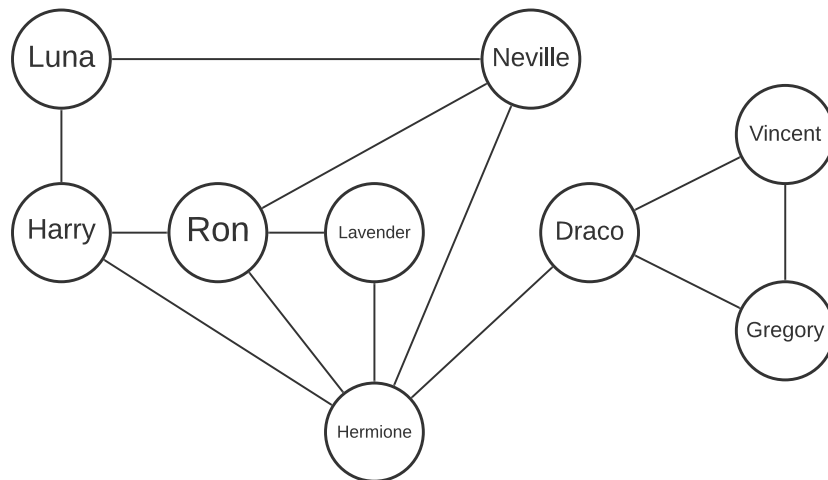 Luna
Neville
Vincent
Harry
Ron
Lavender
Draco
Gregory
Hermione